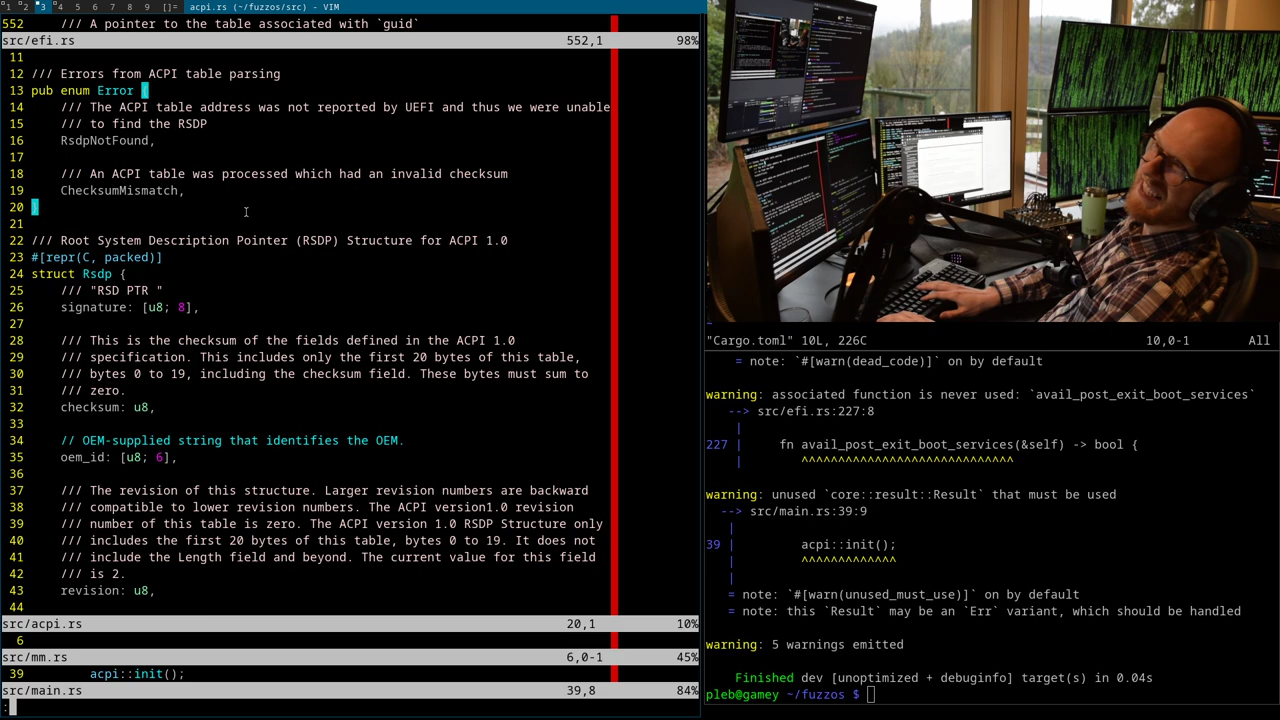 1 2 3 4 5 6 7 8 9 []= acpi.rs (~/fuzzos/src) - VIM
552 /// A pointer to the table associated with `guid`
src/efi.rs 552,1 98%
11
12 /// Errors from ACPI table parsing
13 pub enum Error {
14 /// The ACPI table address was not reported by UEFI and thus we were unable
15 /// to find the RSDP
16 RsdpNotFound,
17
18 /// An ACPI table was processed which had an invalid checksum
19 ChecksumMismatch,
20 }
21
22 /// Root System Description Pointer (RSDP) Structure for ACPI 1.0
23 #[repr(C, packed)]
24 struct Rsdp {
25 /// "RSD PTR "
26 signature: [u8; 8],
27
28 /// This is the checksum of the fields defined in the ACPI 1.0
29 /// specification. This includes only the first 20 bytes of this table,
30 /// bytes 0 to 19, including the checksum field. These bytes must sum to
31 /// zero.
32 checksum: u8,
33
34 // OEM-supplied string that identifies the OEM.
35 oem_id: [u8; 6],
36
37 /// The revision of this structure. Larger revision numbers are backward
38 /// compatible to lower revision numbers. The ACPI version1.0 revision
39 /// number of this table is zero. The ACPI version 1.0 RSDP Structure only
40 /// includes the first 20 bytes of this table, bytes 0 to 19. It does not
41 /// include the Length field and beyond. The current value for this field
42 /// is 2.
43 revision: u8,
44
src/acpi.rs 20,1 10%
6
src/mm.rs 6,0-1 45%
39 acpi::init();
src/main.rs 39,8 84%
:
~
"Cargo.toml" 10L, 226C 10,0-1 All
= note: `#[warn(dead_code)]` on by default
warning: associated function is never used: `avail_post_exit_boot_services`
--> src/efi.rs:227:8
|
227 | fn avail_post_exit_boot_services(&self) -> bool {
| ^^^^^^^^^^^^^^^^^^^^^^^^^^^^^
warning: unused `core::result::Result` that must be used
--> src/main.rs:39:9
|
39 | acpi::init();
| ^^^^^^^^^^^^^
|
= note: `#[warn(unused_must_use)]` on by default
= note: this `Result` may be an `Err` variant, which should be handled
warning: 5 warnings emitted
Finished dev [unoptimized + debuginfo] target(s) in 0.04s
pleb@gamey ~/fuzzos $